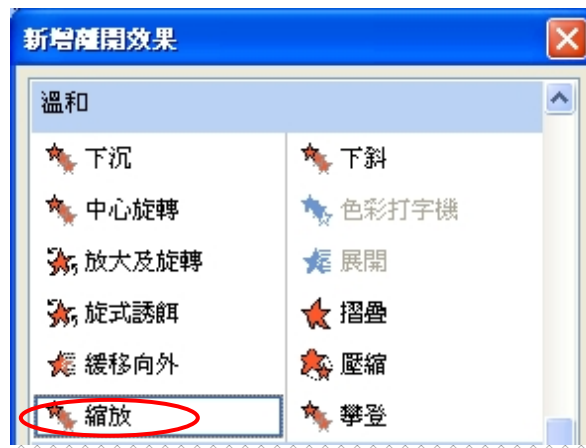 新增離開效果
溫和
下沉 下斜
中心旋轉 色彩打字機
放大及旋轉 展開
旋式誘餌 摺疊
緩移向外 壓縮
縮放 攀登